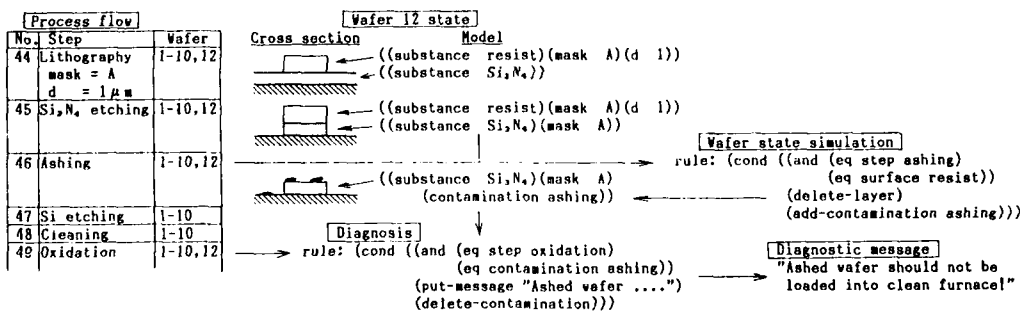 Process flow
No. Step Wafer
44 Lithography 1-10,12
mask = A
d = 1μm
45 Si₃N₄ etching 1-10,12
46 Ashing 1-10,12
47 Si etching 1-10
48 Cleaning 1-10
49 Oxidation 1-10,12
Wafer 12 state
Cross section Model
((substance resist)(mask A)(d 1))
((substance Si₃N₄))
((substance resist)(mask A)(d 1))
((substance Si₃N₄)(mask A))
((substance Si₃N₄)(mask A)
(contamination ashing))
Wafer state simulation
rule: (cond ((and (eq step ashing)
(eq surface resist))
(delete-layer)
(add-contamination ashing)))
Diagnosis
rule: (cond ((and (eq step oxidation)
(eq contamination ashing))
(put-message "Ashed wafer ....")
(delete-contamination)))
Diagnostic message
"Ashed wafer should not be
loaded into clean furnace!"